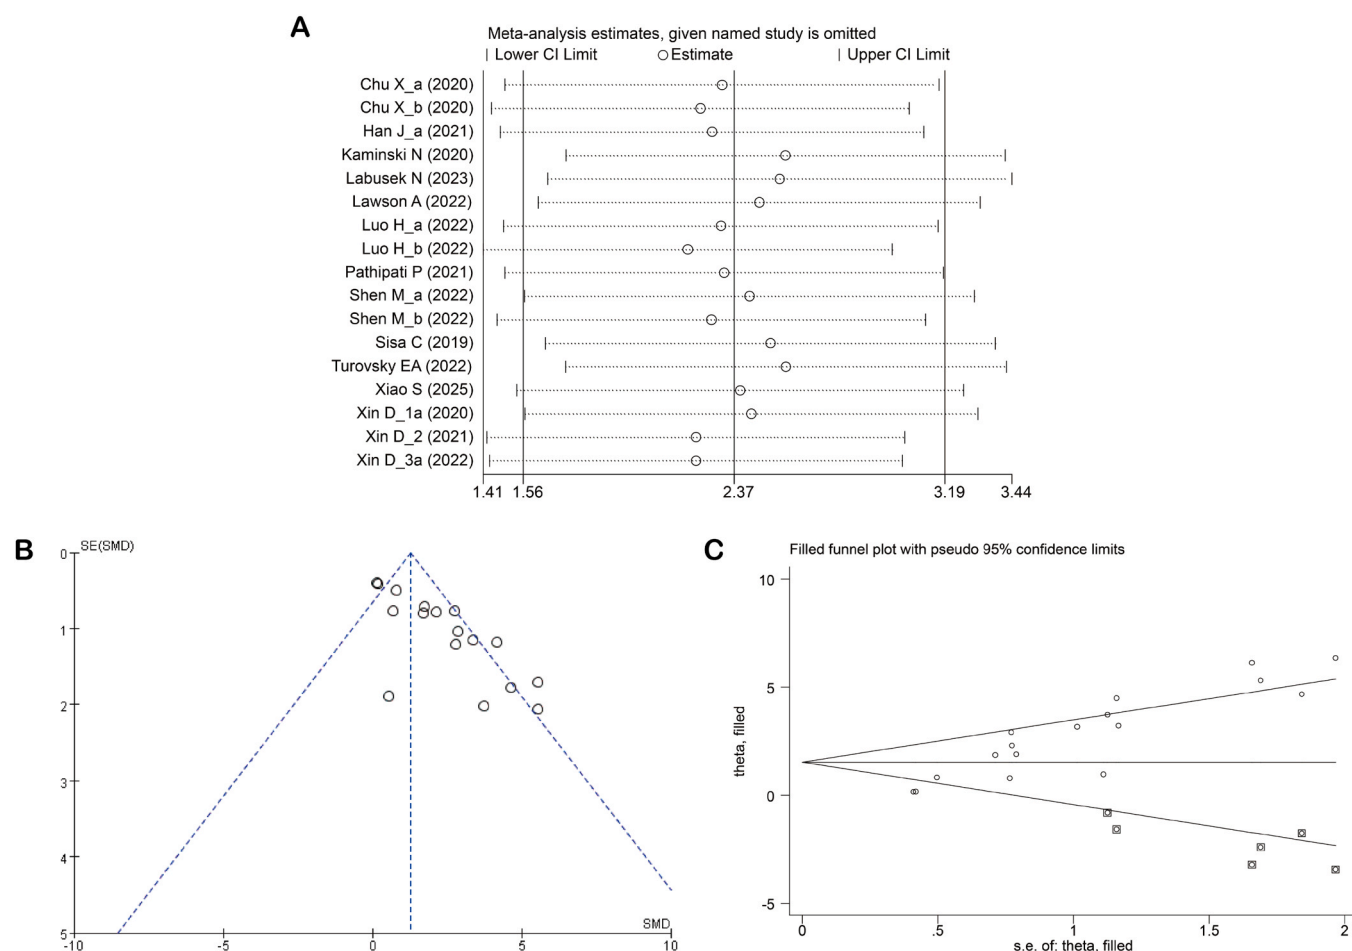 A
Meta-analysis estimates, given named study is omitted
| Lower CI Limit ○ Estimate | Upper CI Limit
Chu X_a (2020)
Chu X_b (2020)
Han J_a (2021)
Kaminski N (2020)
Labusek N (2023)
Lawson A (2022)
Luo H_a (2022)
Luo H_b (2022)
Pathipati P (2021)
Shen M_a (2022)
Shen M_b (2022)
Sisa C (2019)
Turovsky EA (2022)
Xiao S (2025)
Xin D_1a (2020)
Xin D_2 (2021)
Xin D_3a (2022)
1.41 1.56 2.37 3.19 3.44
B
SE(SMD)
0
1
2
3
4
5
-10 -5 0 5 10
SMD
C
Filled funnel plot with pseudo 95% confidence limits
theta, filled
10
5
0
-5
0 .5 1 1.5 2
s.e. of: theta, filled